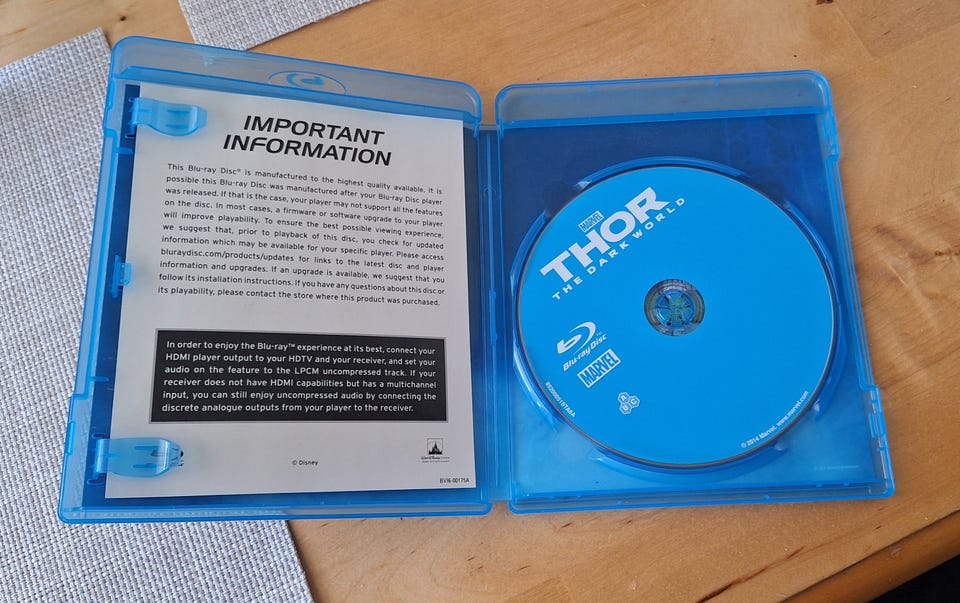 IMPORTANT
INFORMATION
This Blu-ray Disc® is manufactured to the highest quality available. It is
possible this Blu-ray Disc was manufactured after your Blu-ray Disc player
was released. If that is the case, your player may not support all the features
on the disc. In most cases, a firmware or software upgrade to your player
will improve playability. To ensure the best possible viewing experience,
we suggest that, prior to playback of this disc, you check for updated
information which may be available for your specific player. Please access
bluraydisc.com/products/updates for links to the latest disc and player
information and upgrades. If an upgrade is available, we suggest that you
follow its installation instructions. If you have any questions about this disc or
its playability, please contact the store where this product was purchased.
In order to enjoy the Blu-ray™ experience at its best, connect your
HDMI player output to your HDTV and your receiver, and set your
audio on the feature to the LPCM uncompressed track. If your
receiver does not have HDMI capabilities but has a multichannel
input, you can still enjoy uncompressed audio by connecting the
discrete analogue outputs from your player to the receiver.
© Disney
BVI6-00175A
MARVEL
THOR
THE DARK WORLD
Blu-ray Disc
MARVEL
A
B
C
© 2014 Marvel. www.marvel.com